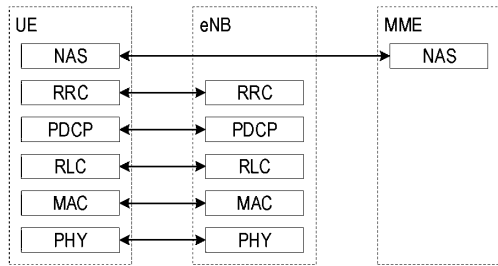 UE eNB MME
NAS NAS
RRC RRC
PDCP PDCP
RLC RLC
MAC MAC
PHY PHY